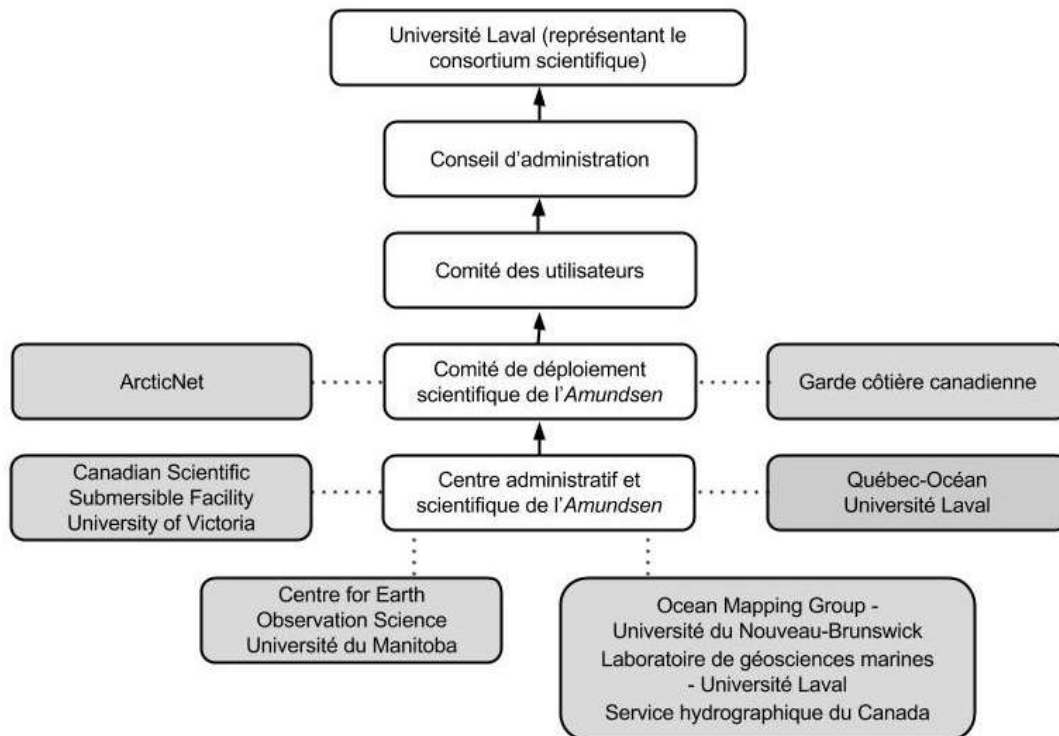 Université Laval (représentant le
consortium scientifique)
Conseil d'administration
Comité des utilisateurs
ArcticNet
Comité de déploiement
scientifique de l'Amundsen
Garde côtière canadienne
Canadian Scientific
Submersible Facility
University of Victoria
Centre administratif et
scientifique de l'Amundsen
Québec-Océan
Université Laval
Centre for Earth
Observation Science
Université du Manitoba
Ocean Mapping Group -
Université du Nouveau-Brunswick
Laboratoire de géosciences marines
- Université Laval
Service hydrographique du Canada